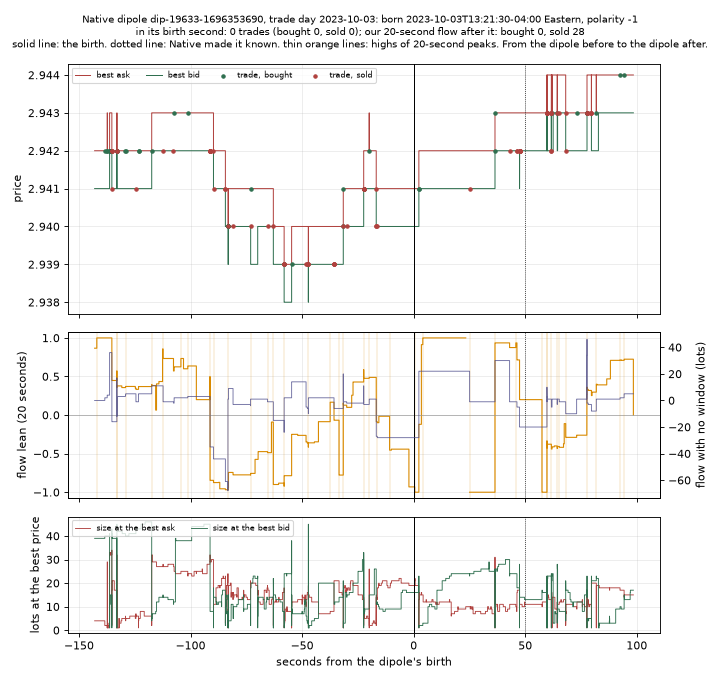 Native dipole dip-19633-1696353690, trade day 2023-10-03: born 2023-10-03T13:21:30-04:00 Eastern, polarity -1
in its birth second: 0 trades (bought 0, sold 0); our 20-second flow after it: bought 0, sold 28
solid line: the birth. dotted line: Native made it known. thin orange lines: highs of 20-second peaks. From the dipole before to the dipole after.
best ask
best bid
trade, bought
trade, sold
2.944
2.943
2.942
2.941
2.940
2.939
2.938
price
1.0
0.5
0.0
−0.5
−1.0
flow lean (20 seconds)
40
20
0
−20
−40
−60
flow with no window (lots)
size at the best ask
size at the best bid
40
30
20
10
0
lots at the best price
−150
−100
−50
0
50
100
seconds from the dipole's birth